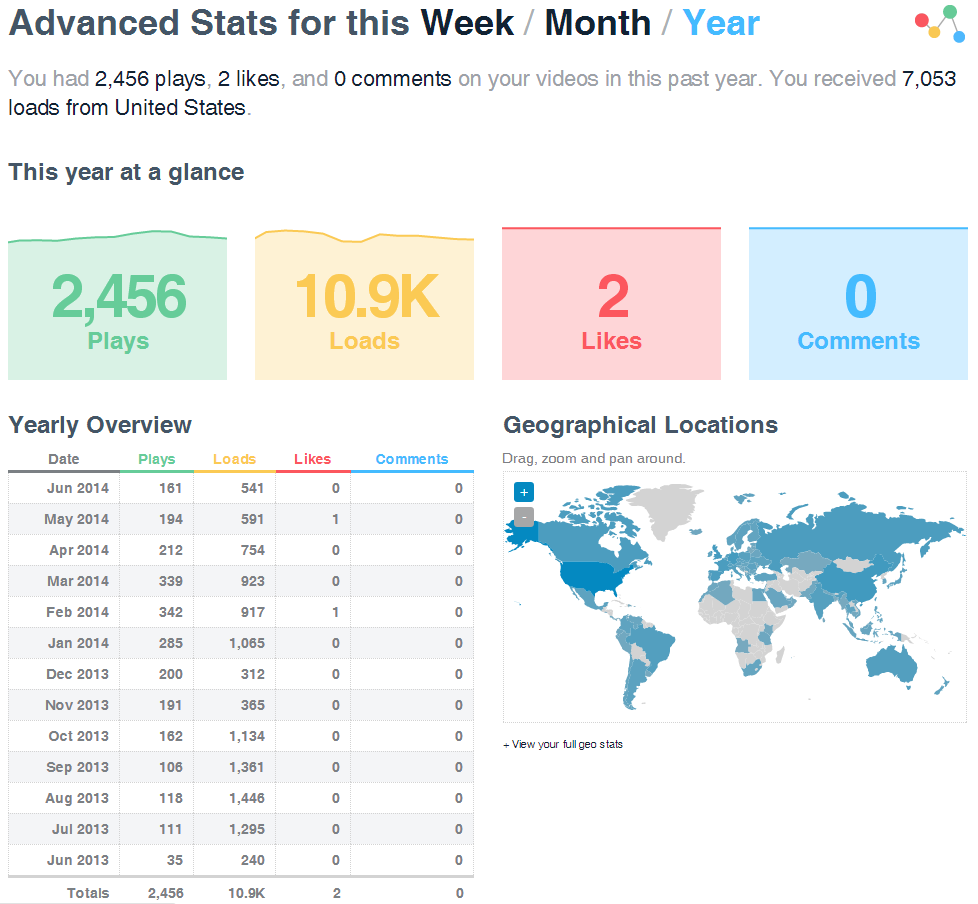 Advanced Stats for this Week / Month / Year
You had 2,456 plays, 2 likes, and 0 comments on your videos in this past year. You received 7,053
loads from United States.
This year at a glance
2,456
Plays
10.9K
Loads
2
Likes
0
Comments
Yearly Overview
Date Plays Loads Likes Comments
Jun 2014 161 541 0 0
May 2014 194 591 1 0
Apr 2014 212 754 0 0
Mar 2014 339 923 0 0
Feb 2014 342 917 1 0
Jan 2014 285 1,065 0 0
Dec 2013 200 312 0 0
Nov 2013 191 365 0 0
Oct 2013 162 1,134 0 0
Sep 2013 106 1,361 0 0
Aug 2013 118 1,446 0 0
Jul 2013 111 1,295 0 0
Jun 2013 35 240 0 0
Totals 2,456 10.9K 2 0
Geographical Locations
Drag, zoom and pan around.
+
-
+ View your full geo stats